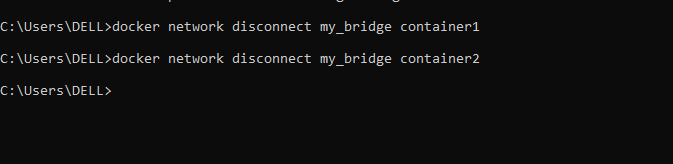 C:\Users\DELL>docker network disconnect my_bridge container1
C:\Users\DELL>docker network disconnect my_bridge container2
C:\Users\DELL>